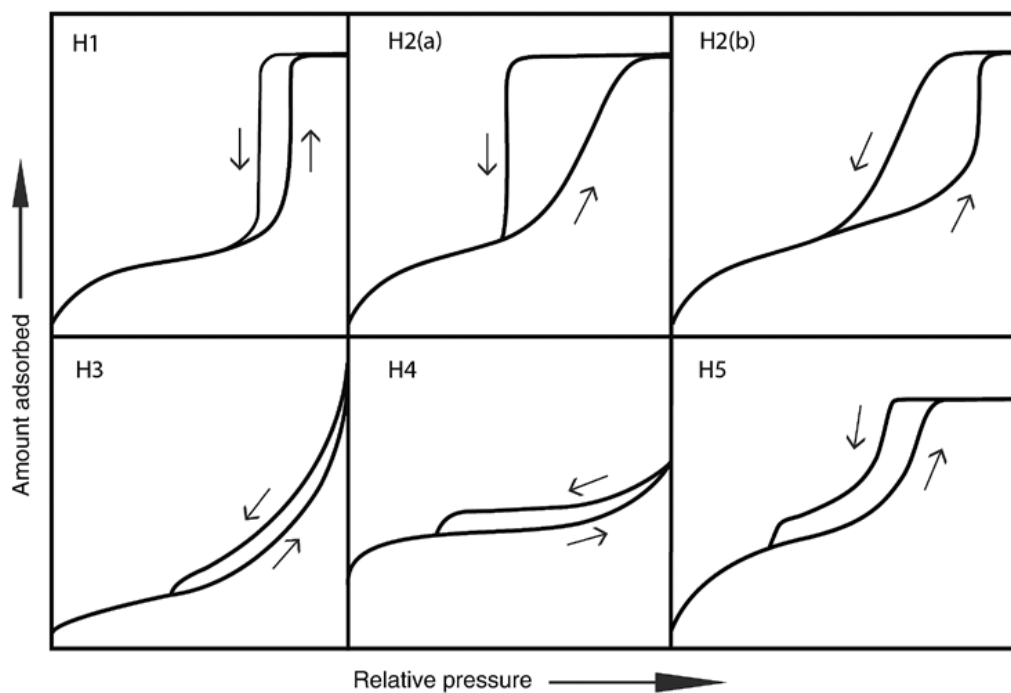 H1
H2(a)
H2(b)
H3
H4
H5
Amount adsorbed
Relative pressure